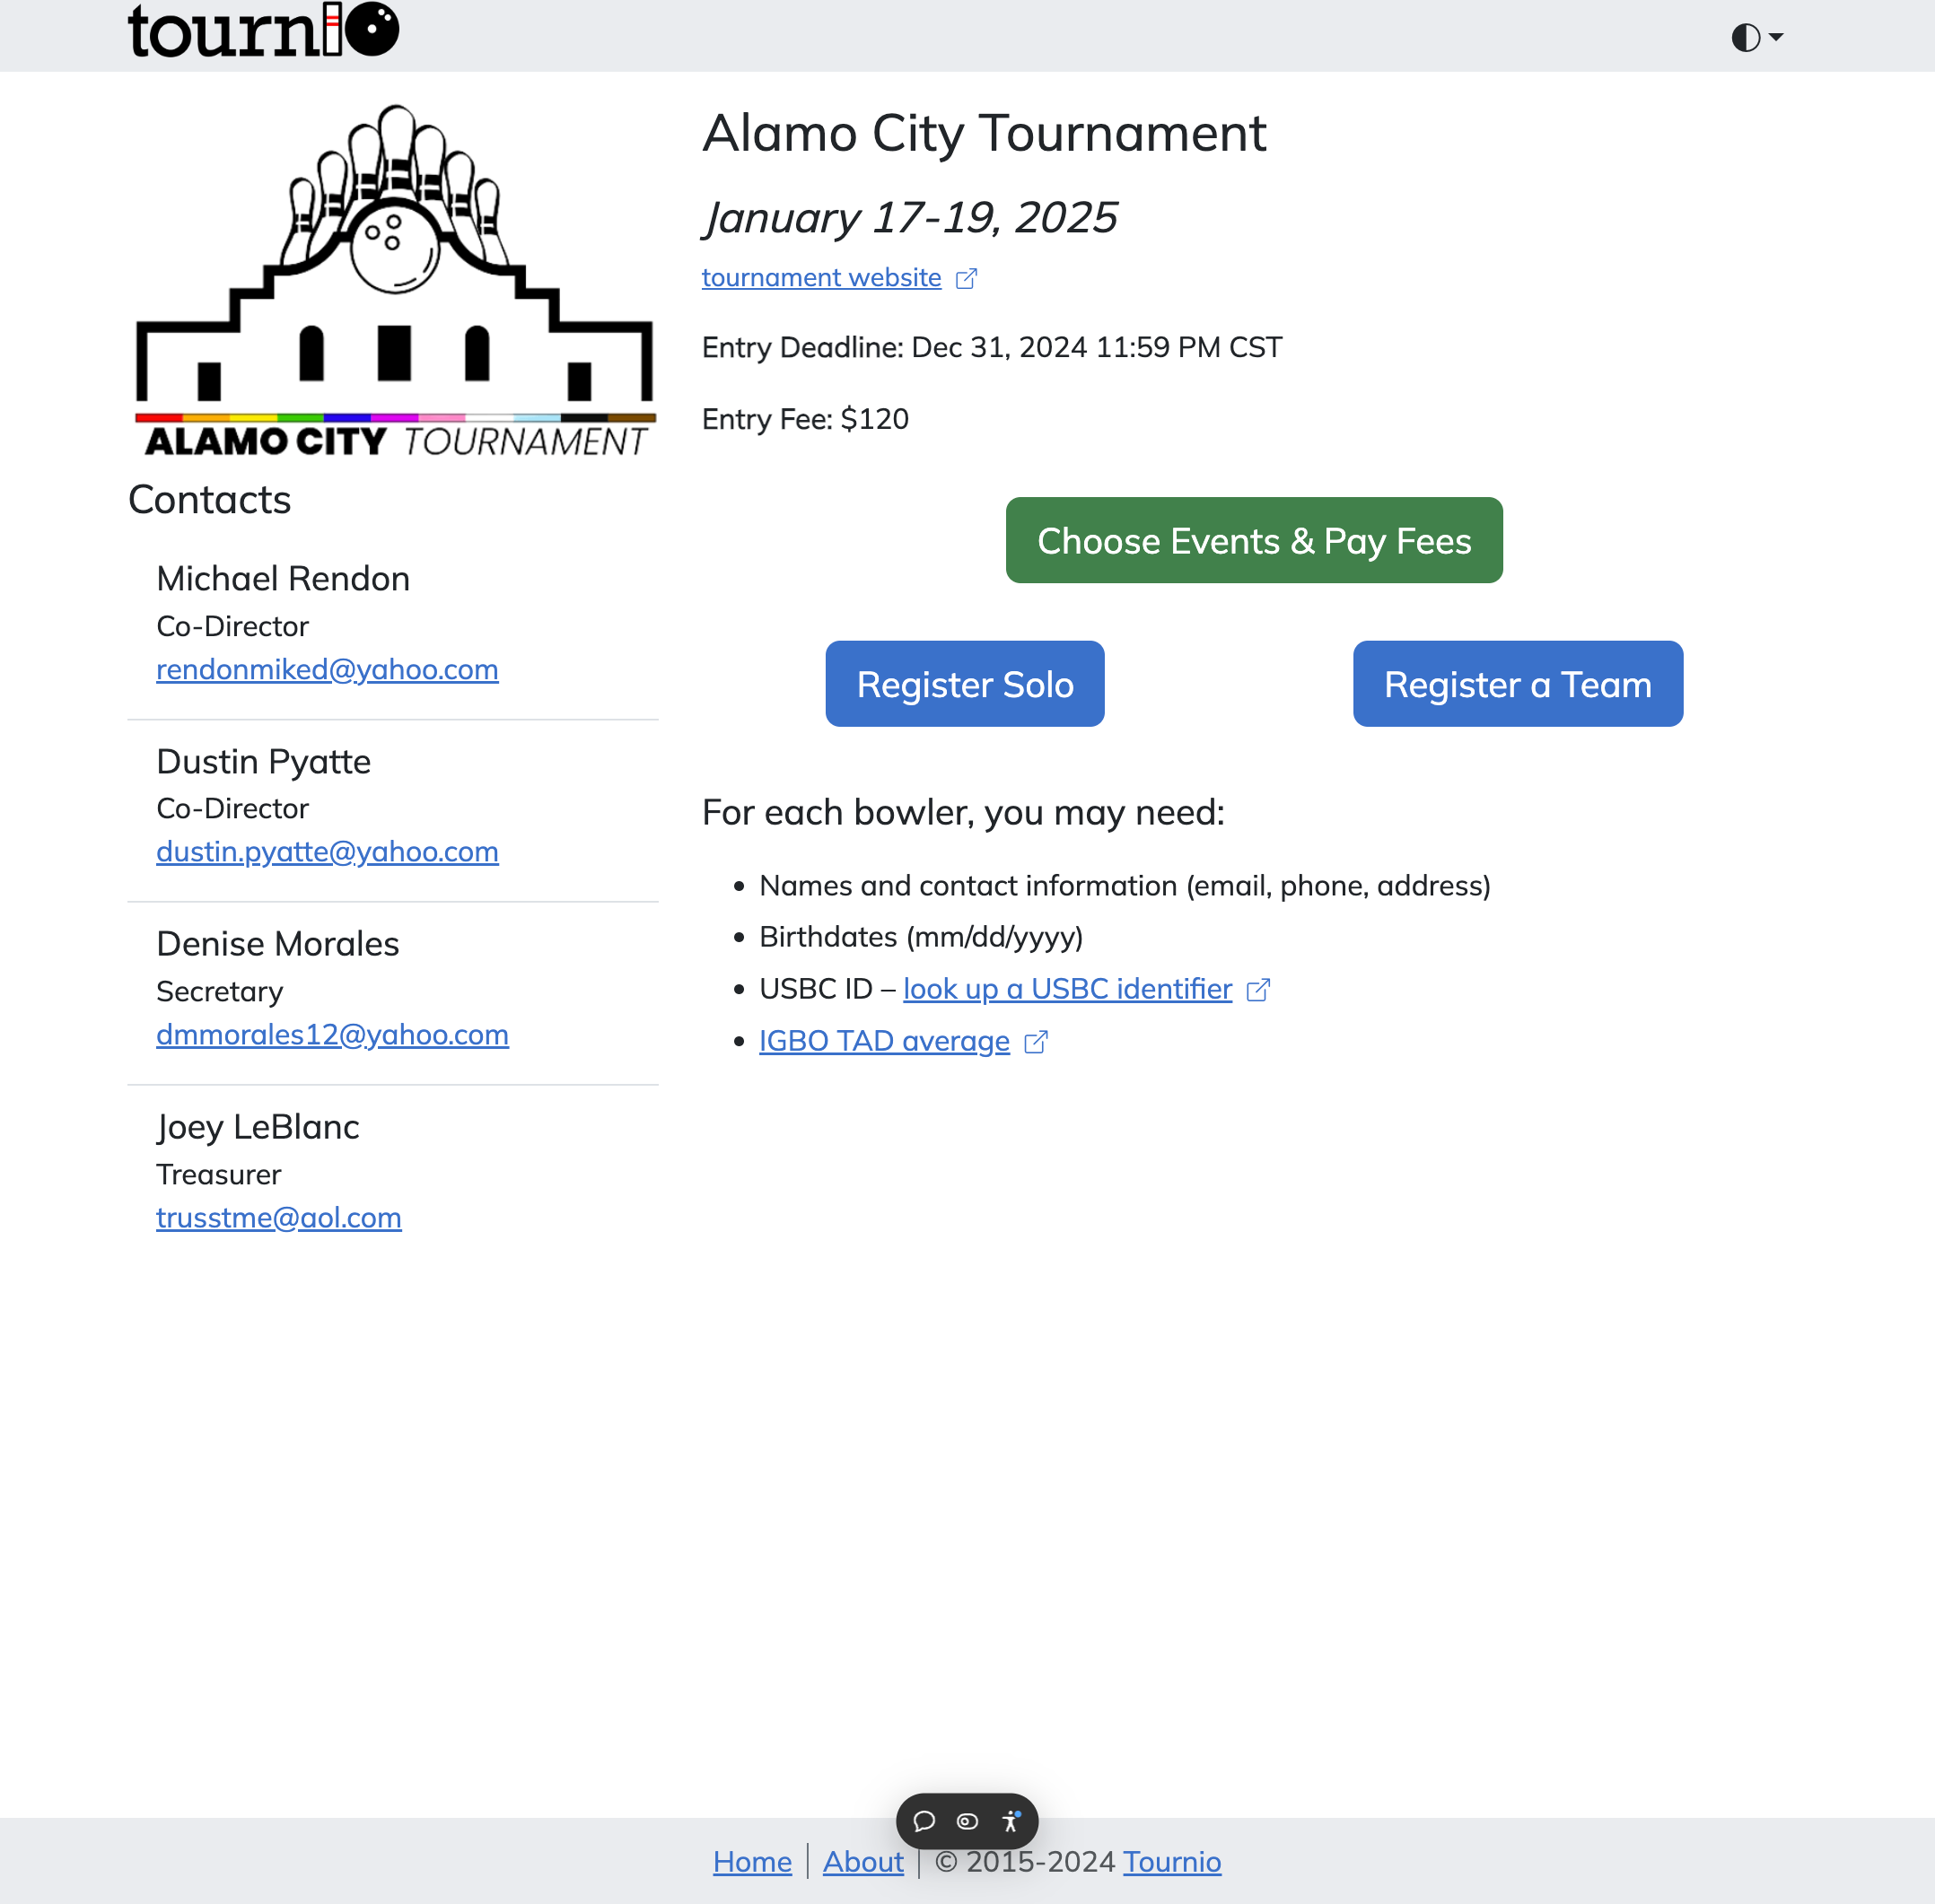 tournio
ALAMO CITY TOURNAMENT
Contacts
Michael Rendon
Co-Director
rendonmiked@yahoo.com
Dustin Pyatte
Co-Director
dustin.pyatte@yahoo.com
Denise Morales
Secretary
dmmorales12@yahoo.com
Joey LeBlanc
Treasurer
trusstme@aol.com
Alamo City Tournament
January 17-19, 2025
tournament website
Entry Deadline: Dec 31, 2024 11:59 PM CST
Entry Fee: $120
Choose Events & Pay Fees
Register Solo
Register a Team
For each bowler, you may need:
• Names and contact information (email, phone, address)
• Birthdates (mm/dd/yyyy)
• USBC ID – look up a USBC identifier
• IGBO TAD average
Home | About | © 2015-2024 Tournio